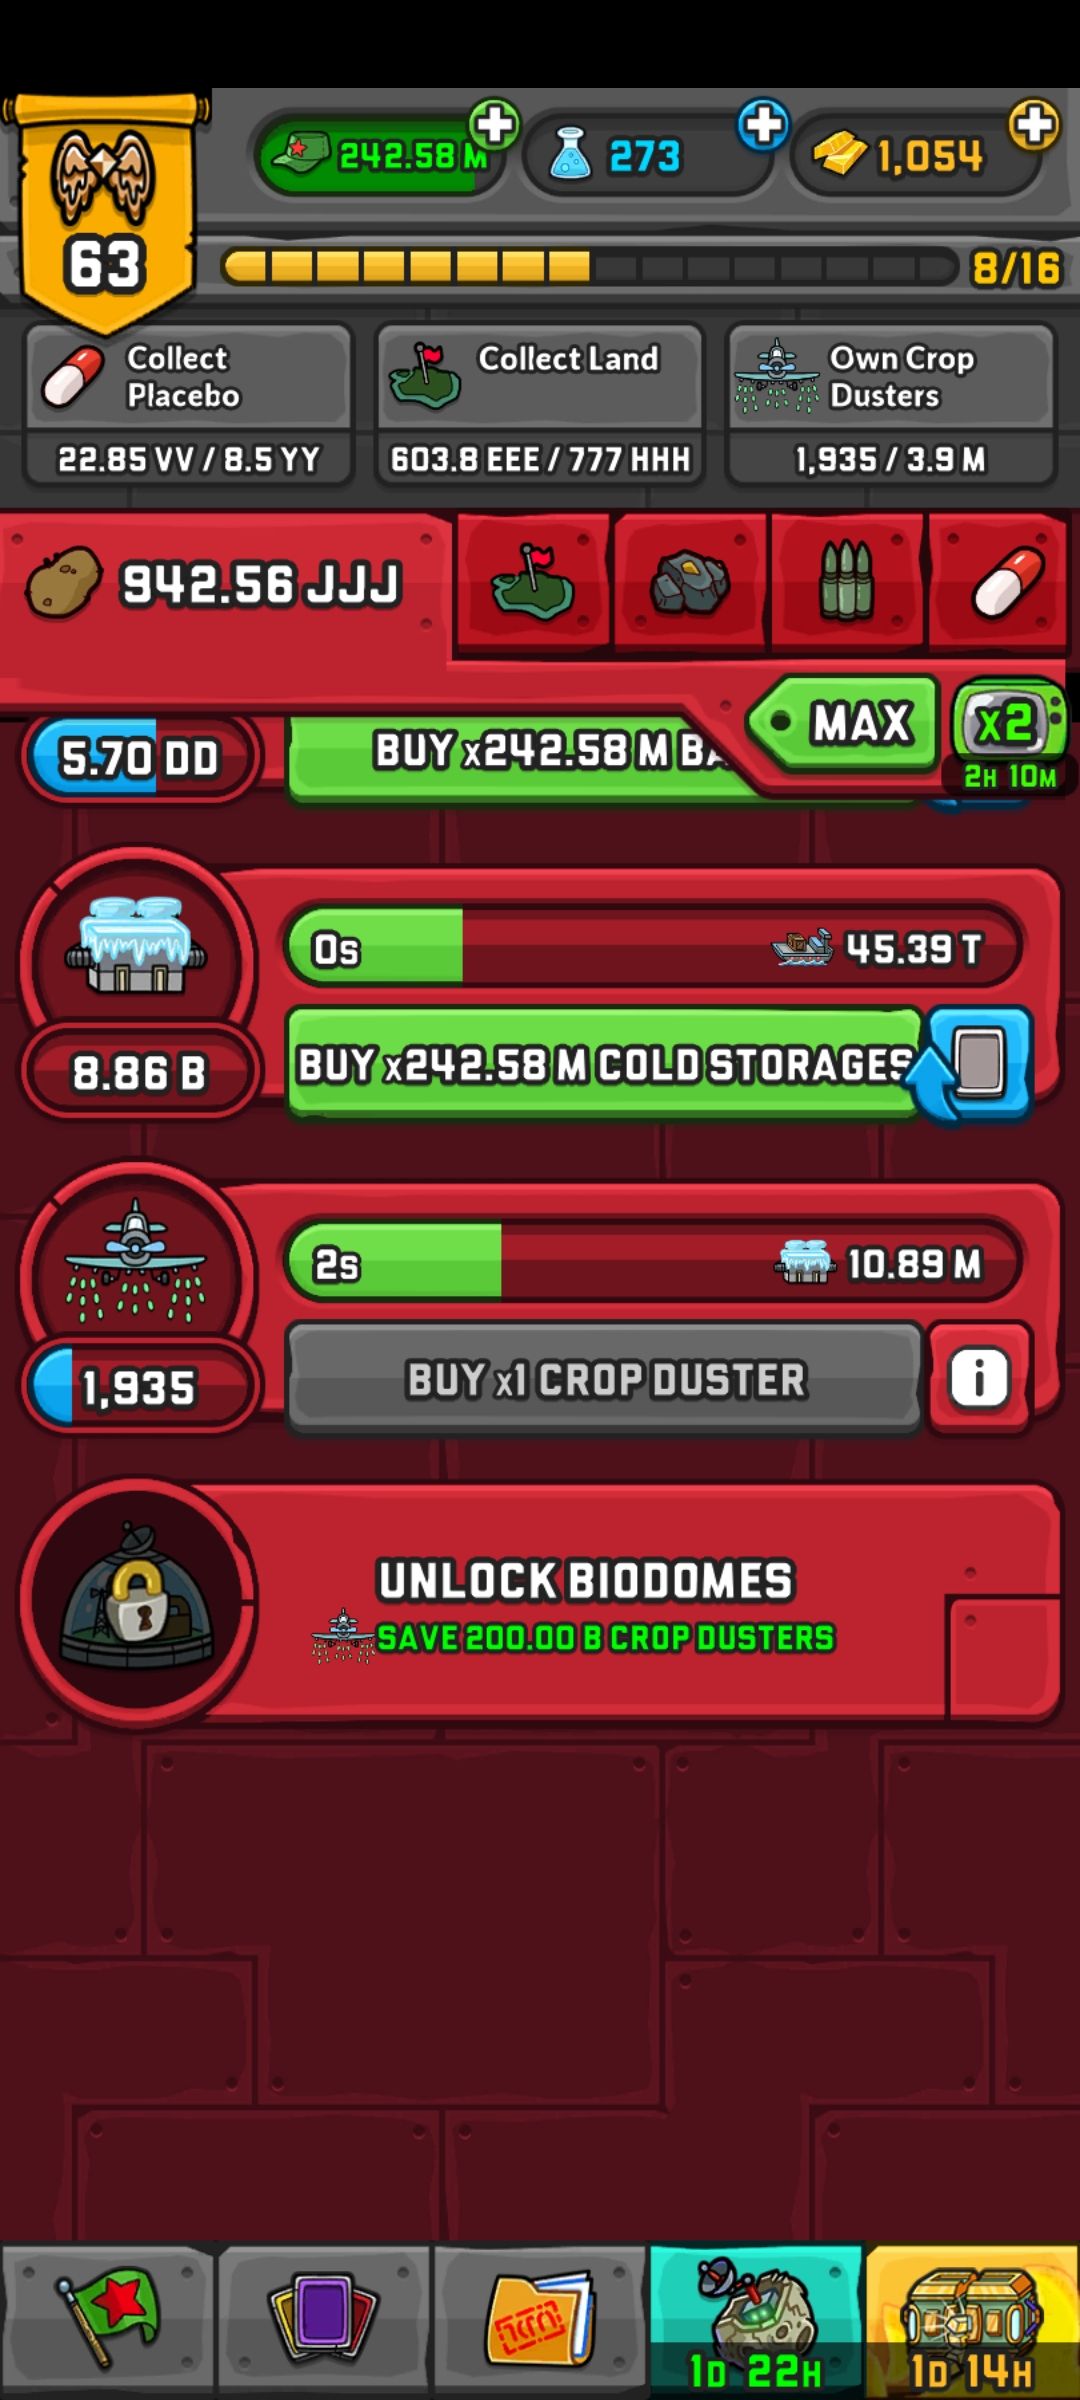 242.58 M
273
1,054
63
8/16
Collect
Placebo
22.85 VV / 8.5 YY
Collect Land
603.8 EEE / 777 HHH
Own Crop
Dusters
1,935 / 3.9 M
942.56 JJJ
MAX
x2
2H 10M
5.70 DD
BUY x242.58 M BA
0s
45.39 T
8.86 B
BUY x242.58 M COLD STORAGES
2s
10.89 M
1,935
BUY x1 CROP DUSTER
i
UNLOCK BIODOMES
SAVE 200.00 B CROP DUSTERS
1D 22H
1D 14H